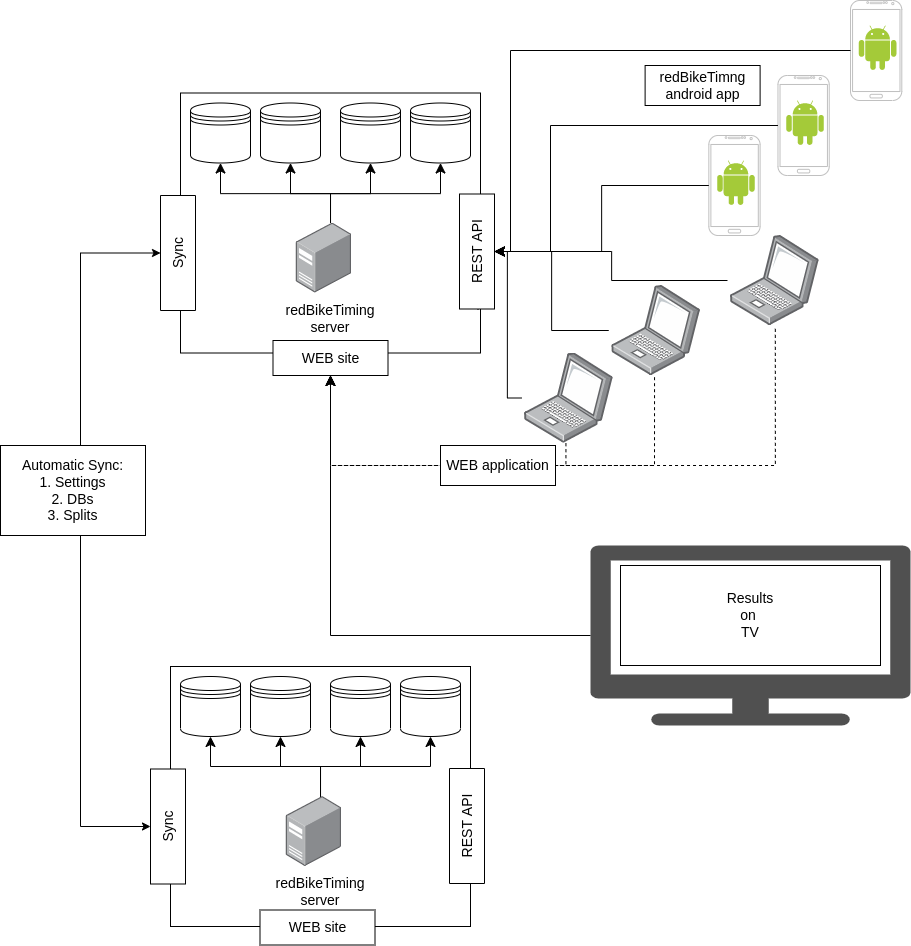 redBikeTimng
android app
Sync
REST API
redBikeTiming
server
WEB site
Automatic Sync:
1. Settings
2. DBs
3. Splits
WEB application
Results
on
TV
Sync
REST API
redBikeTiming
server
WEB site